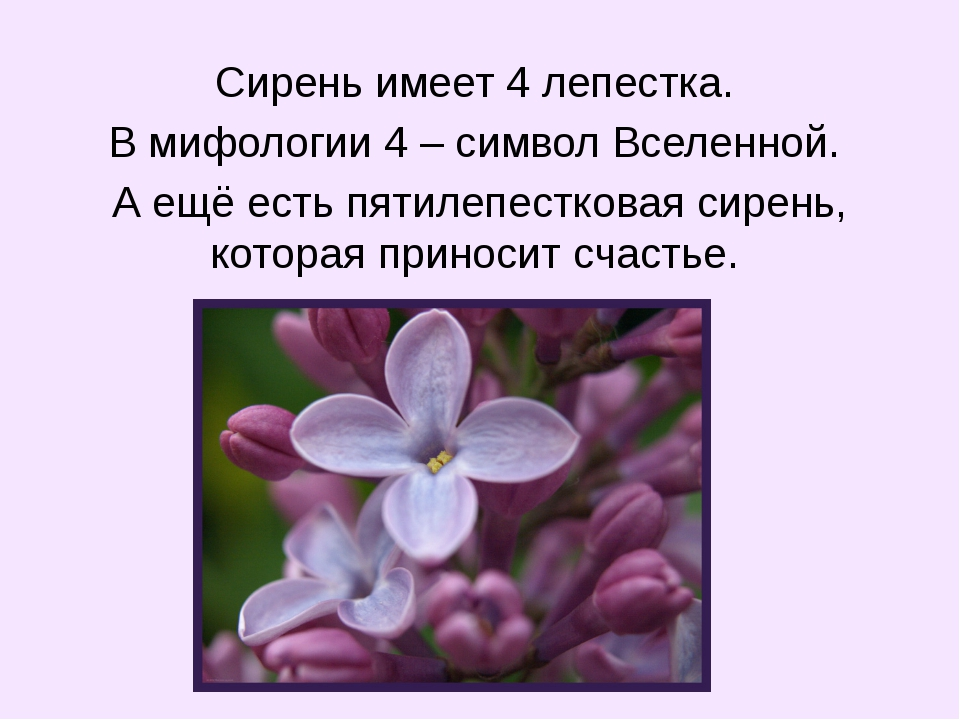 Сирень имеет 4 лепестка.
В мифологии 4 – символ Вселенной.
А ещё есть пятилепестковая сирень,
которая приносит счастье.